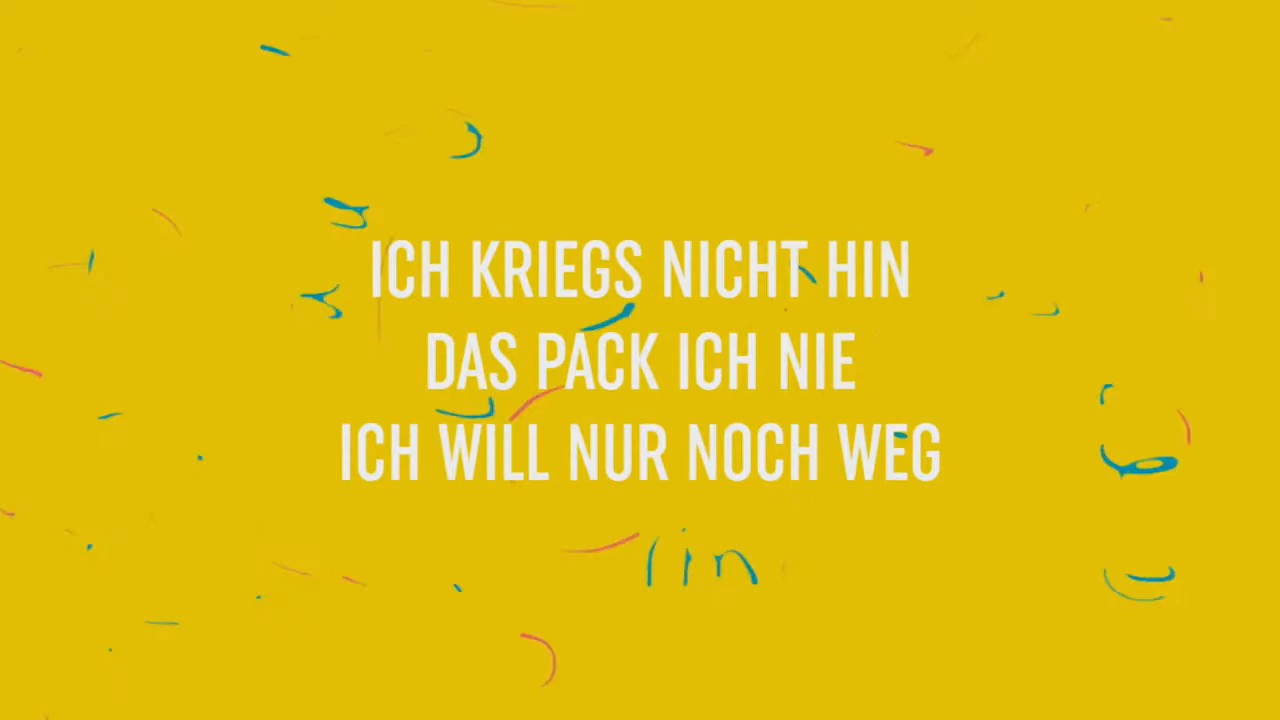 ICH KRIEGS NICHT HIN
DAS PACK ICH NIE
ICH WILL NUR NOCH WEG